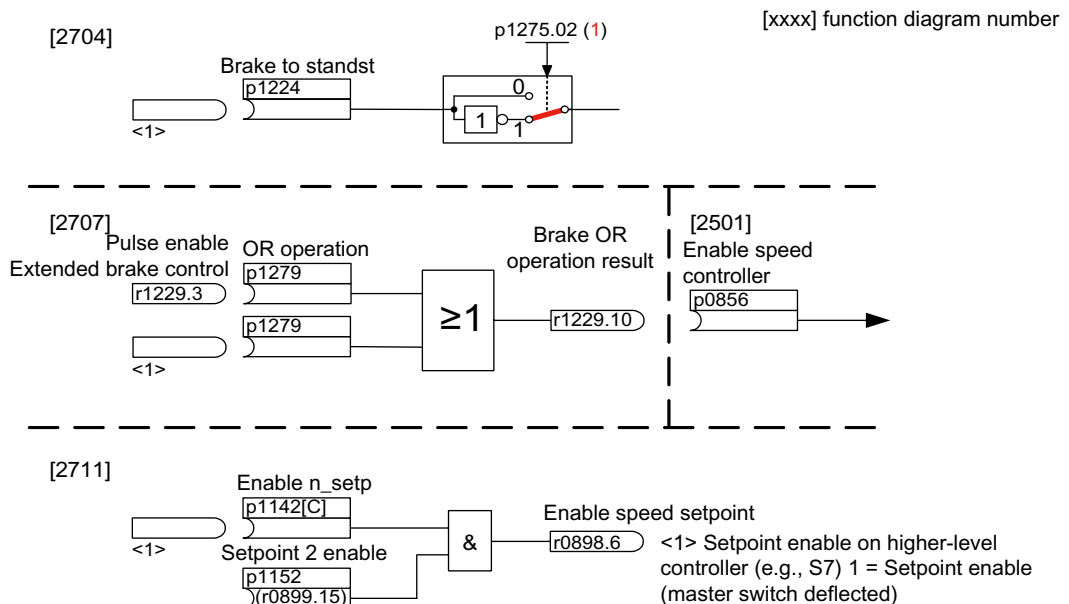 [xxxx] function diagram number
[2704]
p1275.02 (1)
Brake to standst
p1224
<1>
0
1
1
[2707]
Pulse enable
Extended brake control
r1229.3
OR operation
p1279
p1279
<1>
≥1
Brake OR
operation result
r1229.10
[2501]
Enable speed
controller
p0856
[2711]
Enable n_setp
p1142[C]
<1>
Setpoint 2 enable
p1152
(r0899.15)
&
Enable speed setpoint
r0898.6
<1> Setpoint enable on higher-level
controller (e.g., S7) 1 = Setpoint enable
(master switch deflected)